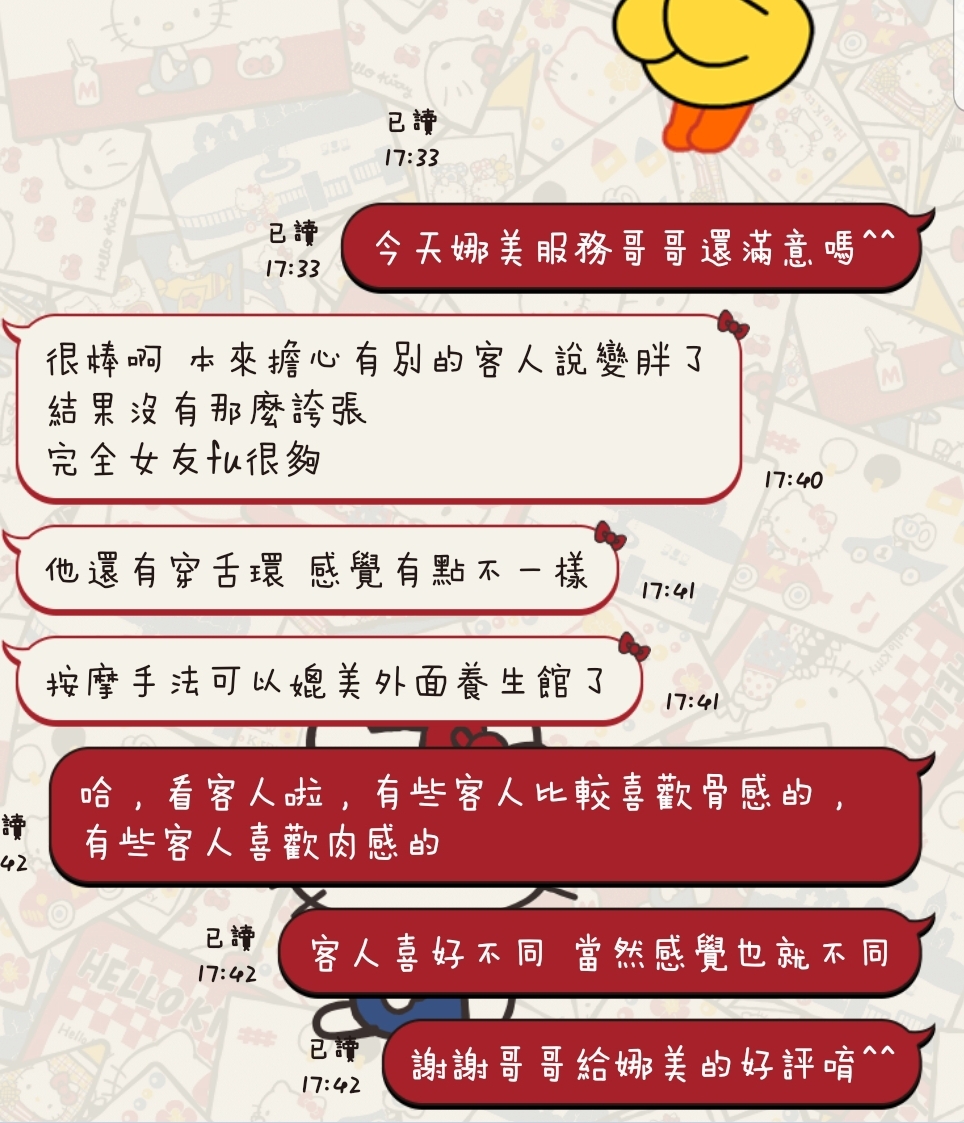 已讀
17:33
已讀
17:33
今天娜美服務哥哥還滿意嗎^^
很棒啊 本來擔心有別的客人說變胖了
結果沒有那麼誇張
完全女友fu很夠
17:40
他還有穿舌環 感覺有點不一樣
17:41
按摩手法可以媲美外面養生館了
17:41
哈，看客人啦，有些客人比較喜歡骨感的，
有些客人喜歡肉感的
讀
42
已讀
17:42
客人喜好不同 當然感覺也就不同
已讀
17:42
謝謝哥哥給娜美的好評唷^^